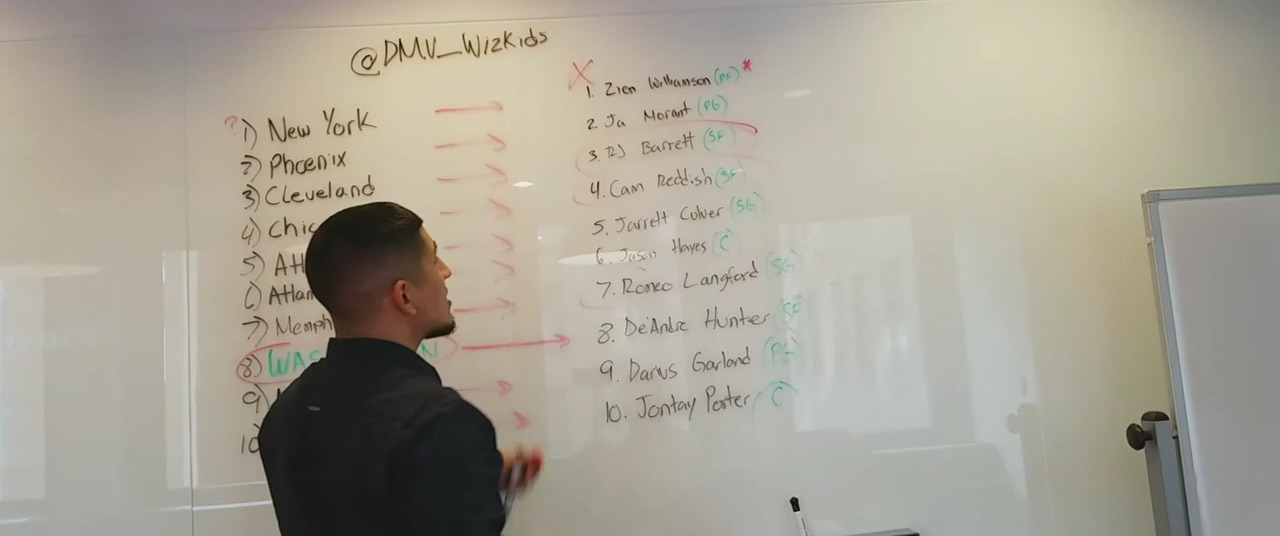 @DMV_WizKids
? 1) New York
2) Phoenix
3) Cleveland
4) Chic
5) Atl
6) Atlan
7) Memph
8) WAS N
9)
10
X
1. Zion Williamson (PF) *
2. Ja Morant (PG)
3. RJ Barrett (SF)
4. Cam Reddish (SF)
5. Jarrett Culver (SG)
6. Jason Hayes (C)
7. Romeo Langford (SG)
8. De'Andre Hunter (SF)
9. Darius Garland (PG)
10. Jontay Porter (C)